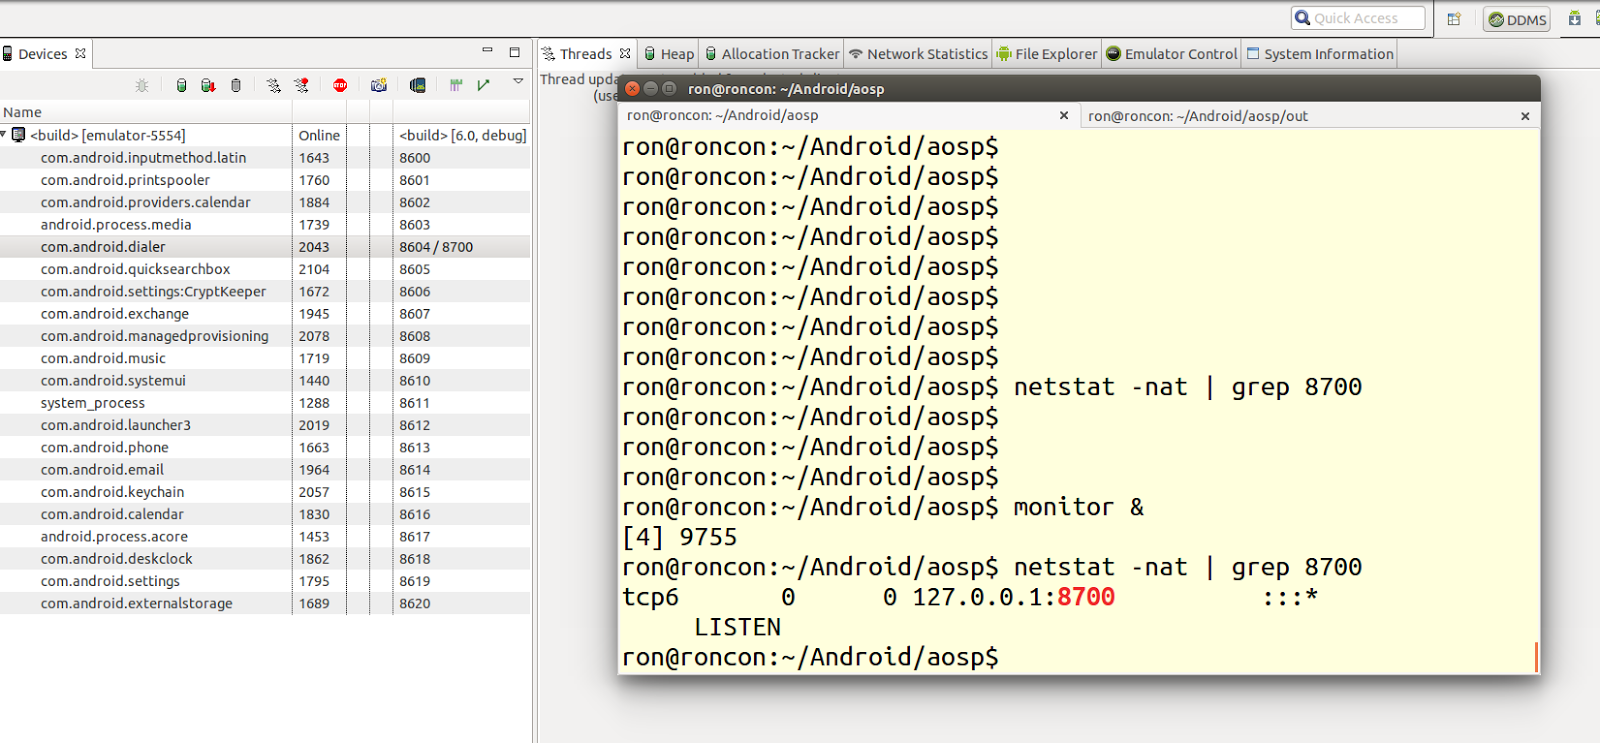 Quick Access
DDMS
Devices
Threads
Heap
Allocation Tracker
Network Statistics
File Explorer
Emulator Control
System Information
Thread upda
(use
Name
<build> [emulator-5554] Online <build> [6.0, debug]
com.android.inputmethod.latin 1643 8600
com.android.printspooler 1760 8601
com.android.providers.calendar 1884 8602
android.process.media 1739 8603
com.android.dialer 2043 8604 / 8700
com.android.quicksearchbox 2104 8605
com.android.settings:CryptKeeper 1672 8606
com.android.exchange 1945 8607
com.android.managedprovisioning 2078 8608
com.android.music 1719 8609
com.android.systemui 1440 8610
system_process 1288 8611
com.android.launcher3 2019 8612
com.android.phone 1663 8613
com.android.email 1964 8614
com.android.keychain 2057 8615
com.android.calendar 1830 8616
android.process.acore 1453 8617
com.android.deskclock 1862 8618
com.android.settings 1795 8619
com.android.externalstorage 1689 8620
ron@roncon: ~/Android/aosp
ron@roncon: ~/Android/aosp
ron@roncon: ~/Android/aosp/out
ron@roncon:~/Android/aosp$
ron@roncon:~/Android/aosp$
ron@roncon:~/Android/aosp$
ron@roncon:~/Android/aosp$
ron@roncon:~/Android/aosp$
ron@roncon:~/Android/aosp$
ron@roncon:~/Android/aosp$
ron@roncon:~/Android/aosp$
ron@roncon:~/Android/aosp$ netstat -nat | grep 8700
ron@roncon:~/Android/aosp$
ron@roncon:~/Android/aosp$
ron@roncon:~/Android/aosp$
ron@roncon:~/Android/aosp$ monitor &
[4] 9755
ron@roncon:~/Android/aosp$ netstat -nat | grep 8700
tcp6 0 0 127.0.0.1:8700 :::*
LISTEN
ron@roncon:~/Android/aosp$